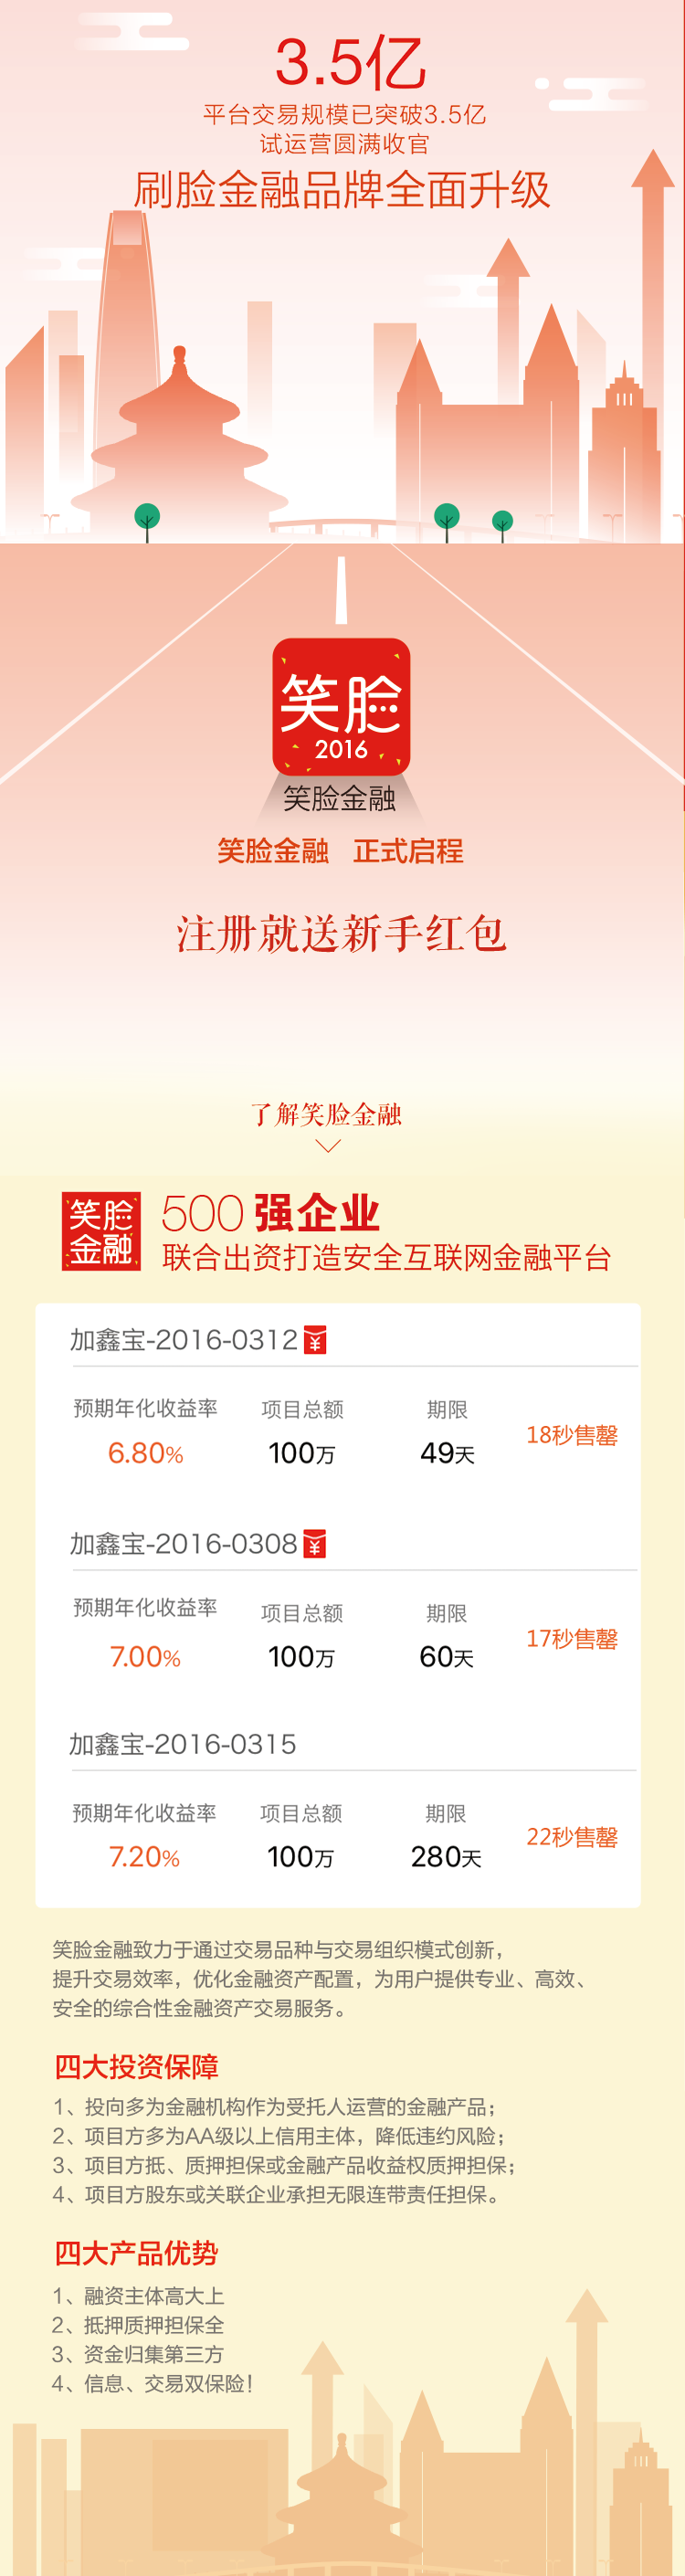 3.5亿
平台交易规模已突破3.5亿
试运营圆满收官
刷脸金融品牌全面升级
笑脸
2016
笑脸金融
笑脸金融 正式启程
注册就送新手红包
了解笑脸金融
笑脸
金融
500强企业
联合出资打造安全互联网金融平台
加鑫宝-2016-0312
预期年化收益率 项目总额 期限
6.80% 100万 49天 18秒售罄
加鑫宝-2016-0308
预期年化收益率 项目总额 期限
7.00% 100万 60天 17秒售罄
加鑫宝-2016-0315
预期年化收益率 项目总额 期限
7.20% 100万 280天 22秒售罄
笑脸金融致力于通过交易品种与交易组织模式创新，
提升交易效率，优化金融资产配置，为用户提供专业、高效、
安全的综合性金融资产交易服务。
四大投资保障
1、投向多为金融机构作为受托人运营的金融产品；
2、项目方多为AA级以上信用主体，降低违约风险；
3、项目方抵、质押担保或金融产品收益权质押担保；
4、项目方股东或关联企业承担无限连带责任担保。
四大产品优势
1、融资主体高大上
2、抵押质押担保全
3、资金归集第三方
4、信息、交易双保险！